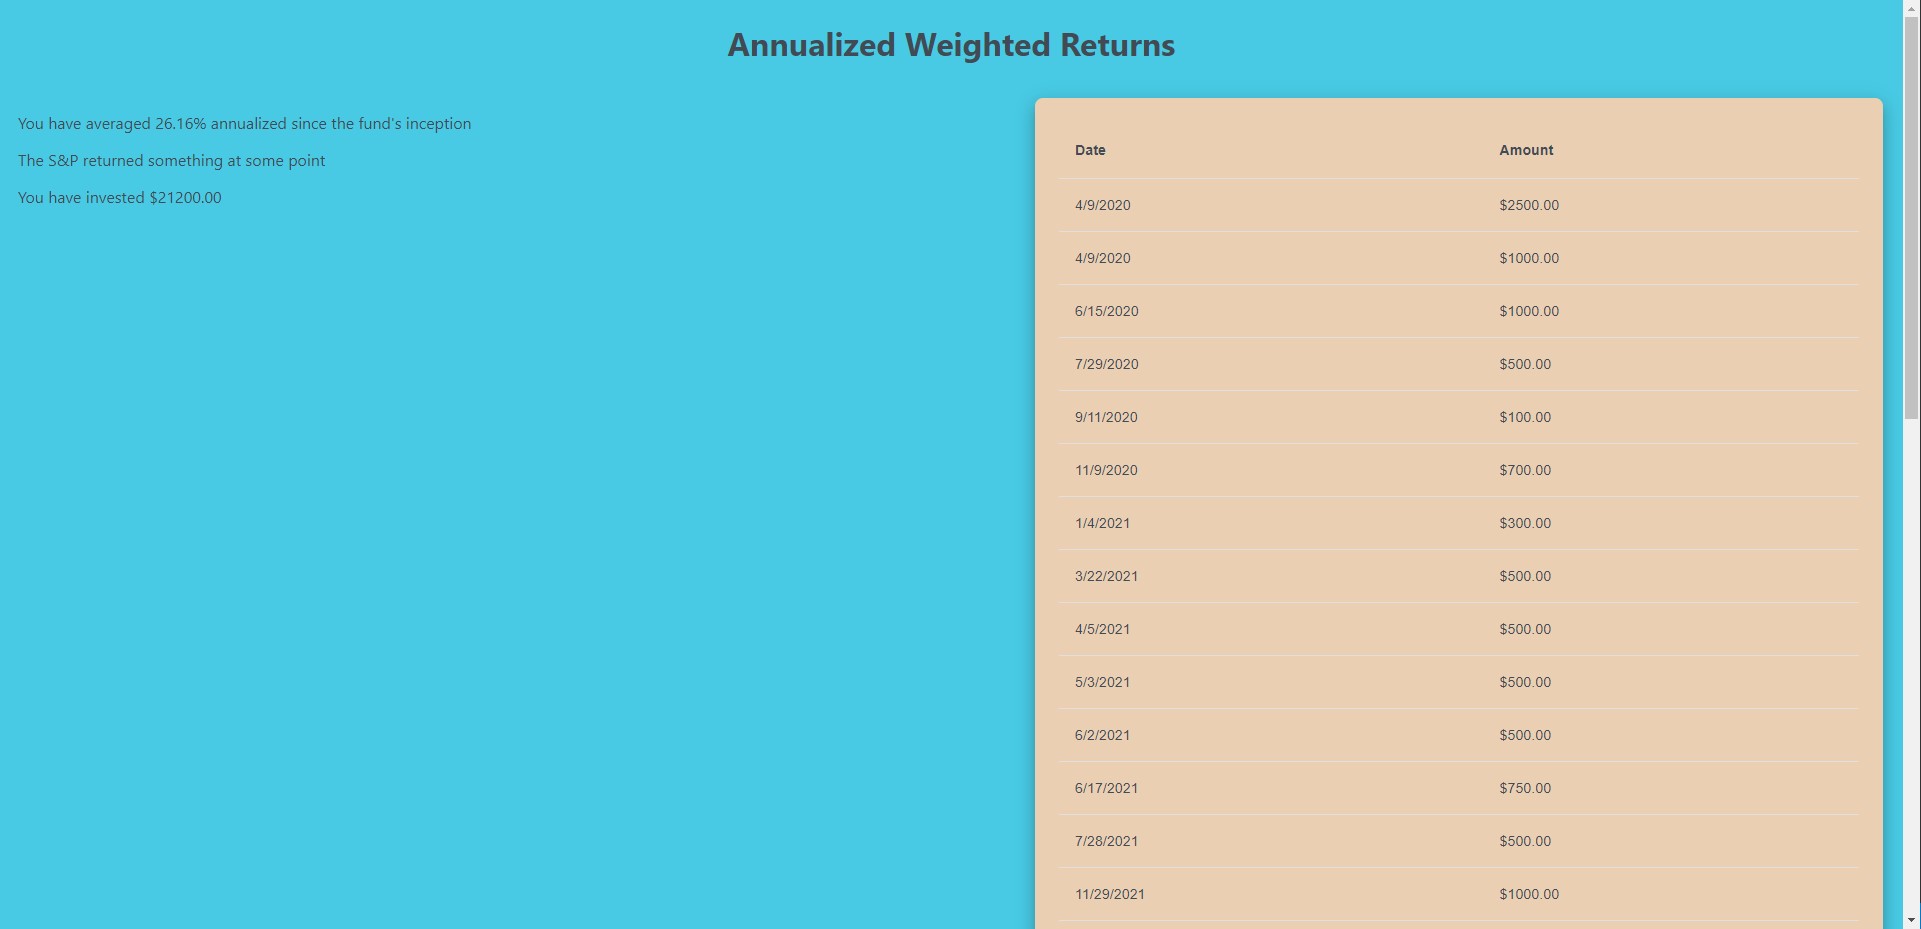 Annualized Weighted Returns
You have averaged 26.16% annualized since the fund's inception
The S&P returned something at some point
You have invested $21200.00
Date Amount
4/9/2020 $2500.00
4/9/2020 $1000.00
6/15/2020 $1000.00
7/29/2020 $500.00
9/11/2020 $100.00
11/9/2020 $700.00
1/4/2021 $300.00
3/22/2021 $500.00
4/5/2021 $500.00
5/3/2021 $500.00
6/2/2021 $500.00
6/17/2021 $750.00
7/28/2021 $500.00
11/29/2021 $1000.00